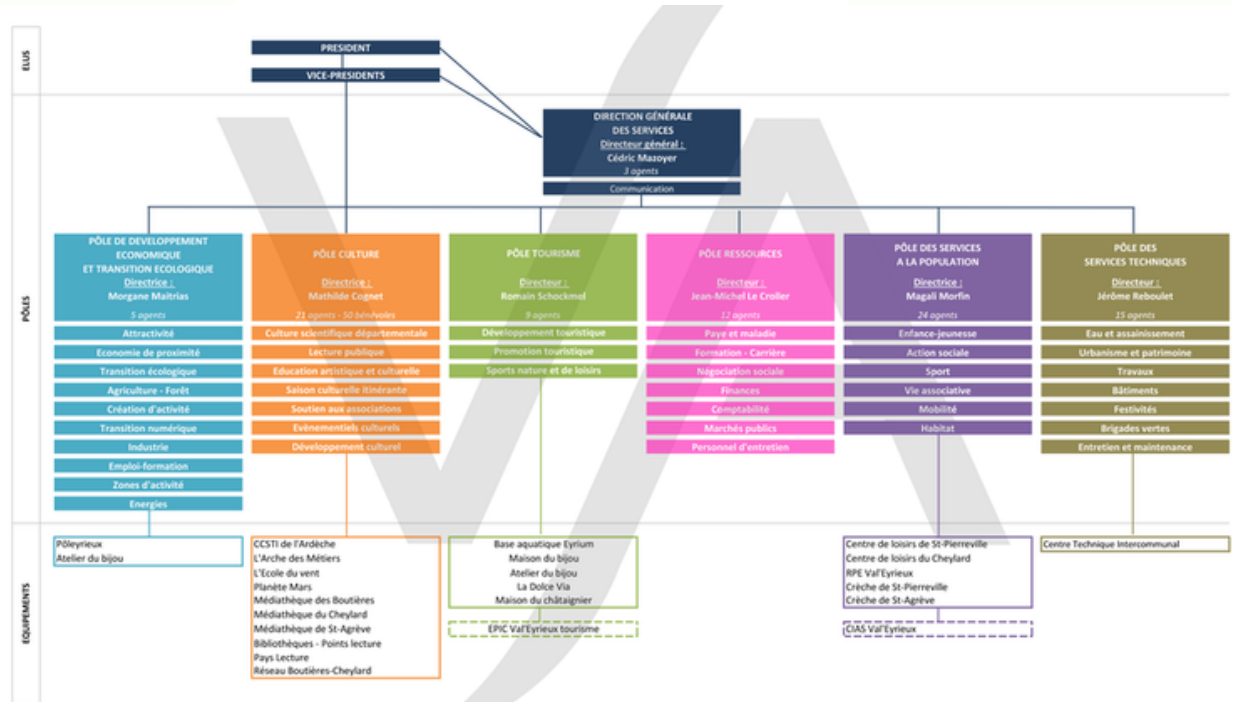 ELUS
PRESIDENT
VICE-PRESIDENTS
DIRECTION GÉNÉRALE
DES SERVICES
Directeur général :
Cédric Mazoyer
3 agents
Communication
PÔLES
PÔLE DE DEVELOPPEMENT
ECONOMIQUE
ET TRANSITION ECOLOGIQUE
Directrice :
Morgane Maitrias
5 agents
Attractivité
Economie de proximité
Transition écologique
Agriculture - Forêt
Création d'activité
Transition numérique
Industrie
Emploi-formation
Zones d'activité
Energies
PÔLE CULTURE
Directrice :
Mathilde Cognet
21 agents - 50 bénévoles
Culture scientifique départementale
Lecture publique
Education artistique et culturelle
Saison culturelle itinérante
Soutien aux associations
Evènementiels culturels
Développement culturel
PÔLE TOURISME
Directeur :
Romain Schockmel
9 agents
Développement touristique
Promotion touristique
Sports nature et de loisirs
PÔLE RESSOURCES
Directeur :
Jean-Michel Le Croller
12 agents
Paye et maladie
Formation - Carrière
Négociation sociale
Finances
Comptabilité
Marchés publics
Personnel d'entretien
PÔLE DES SERVICES
A LA POPULATION
Directrice :
Magali Morfin
24 agents
Enfance-jeunesse
Action sociale
Sport
Vie associative
Mobilité
Habitat
PÔLE DES
SERVICES TECHNIQUES
Directeur :
Jérôme Reboulet
15 agents
Eau et assainissement
Urbanisme et patrimoine
Travaux
Bâtiments
Festivités
Brigades vertes
Entretien et maintenance
EQUIPEMENTS
Pôleyrieux
Atelier du bijou
CCSTI de l'Ardèche
L'Arche des Métiers
L'Ecole du vent
Planète Mars
Médiathèque des Boutières
Médiathèque du Cheylard
Médiathèque de St-Agrève
Bibliothèques - Points lecture
Pays Lecture
Réseau Boutières-Cheylard
Base aquatique Eyrium
Maison du bijou
Atelier du bijou
La Dolce Via
Maison du châtaignier
EPIC Val'Eyrieux tourisme
Centre de loisirs de St-Pierreville
Centre de loisirs du Cheylard
RPE Val'Eyrieux
Crèche de St-Pierreville
Crèche de St-Agrève
CIAS Val'Eyrieux
Centre Technique Intercommunal